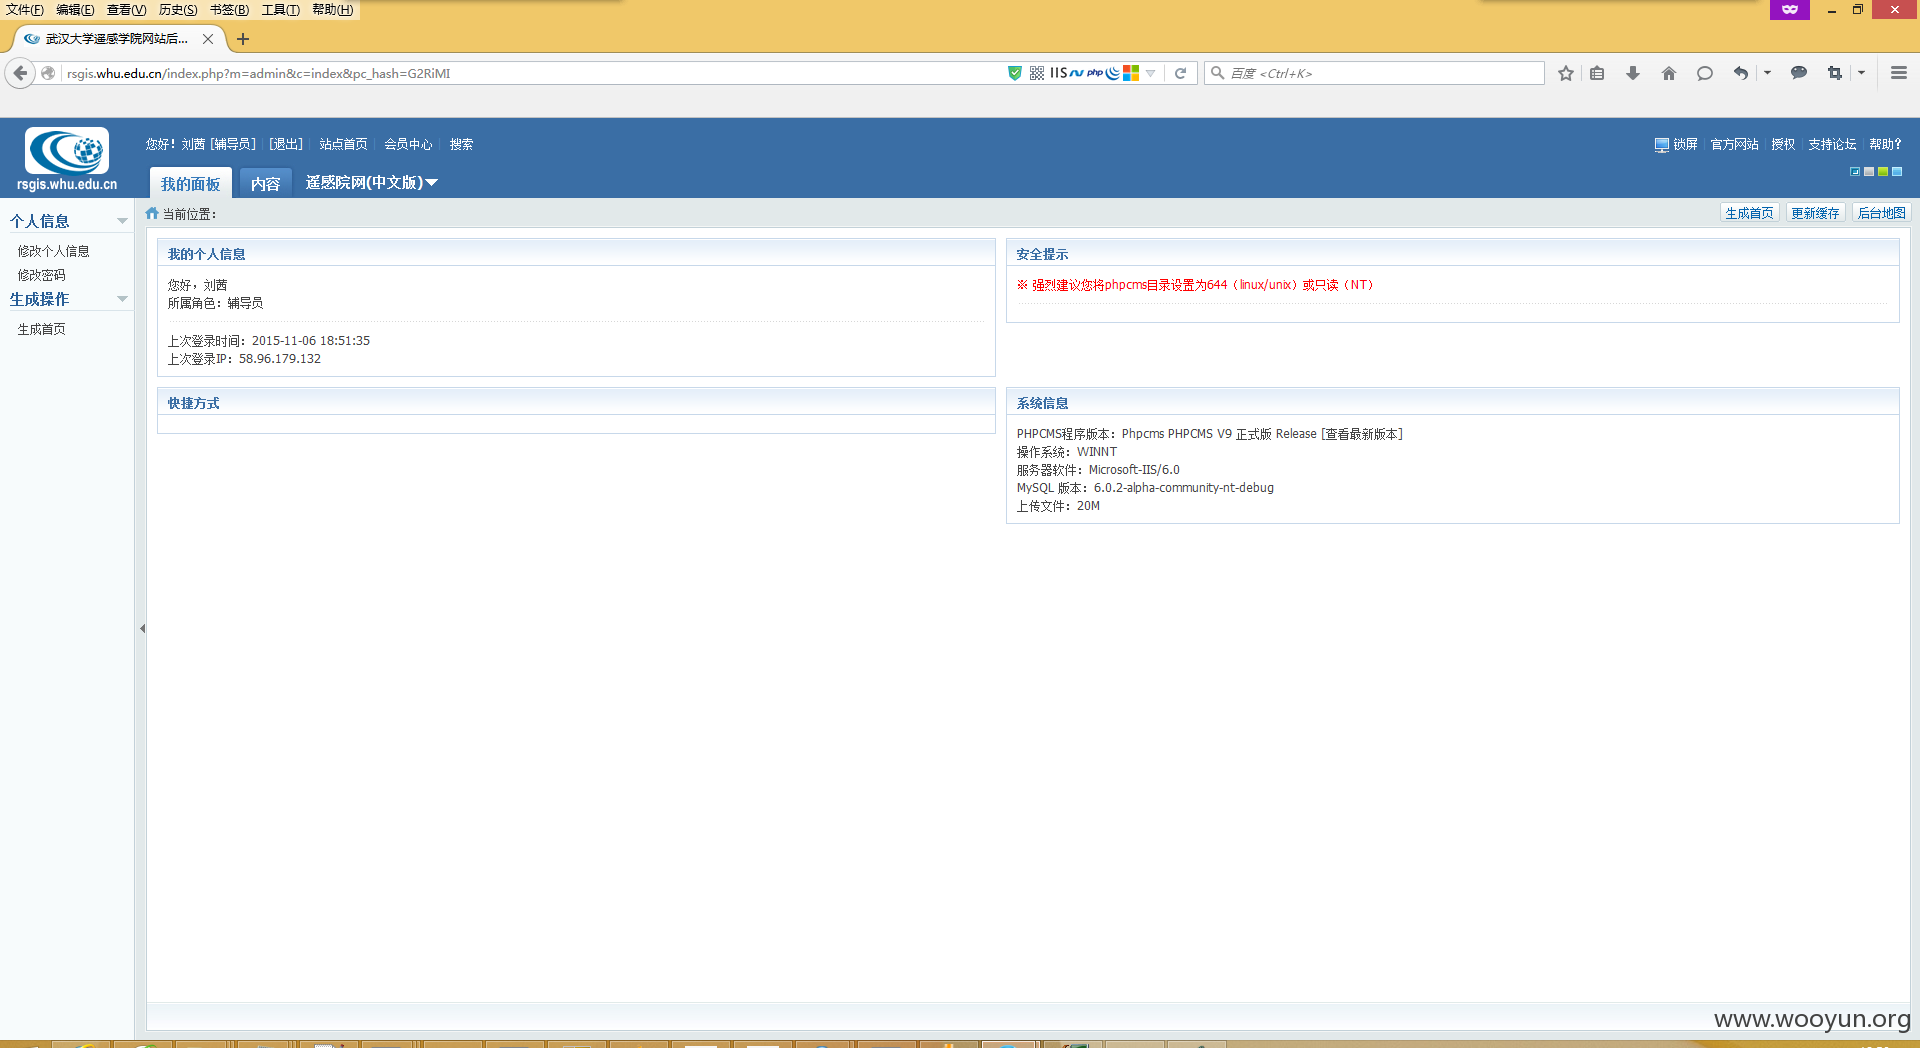 文件(F) 编辑(E) 查看(V) 历史(S) 书签(B) 工具(T) 帮助(H)
武汉大学遥感学院网站后...
rsgis.whu.edu.cn/index.php?m=admin&c=index&pc_hash=G2RiMI
IIS php
百度 <Ctrl+K>
rsgis.whu.edu.cn
您好！刘茜 [辅导员] [退出] 站点首页 会员中心 搜索
锁屏 官方网站 授权 支持论坛 帮助?
我的面板 内容 遥感院网(中文版)
当前位置：
生成首页 更新缓存 后台地图
个人信息
修改个人信息
修改密码
生成操作
生成首页
我的个人信息
您好，刘茜
所属角色：辅导员
上次登录时间：2015-11-06 18:51:35
上次登录IP：58.96.179.132
安全提示
※ 强烈建议您将phpcms目录设置为644（linux/unix）或只读（NT）
快捷方式
系统信息
PHPCMS程序版本：Phpcms PHPCMS V9 正式版 Release [查看最新版本]
操作系统：WINNT
服务器软件：Microsoft-IIS/6.0
MySQL 版本：6.0.2-alpha-community-nt-debug
上传文件：20M
www.wooyun.org